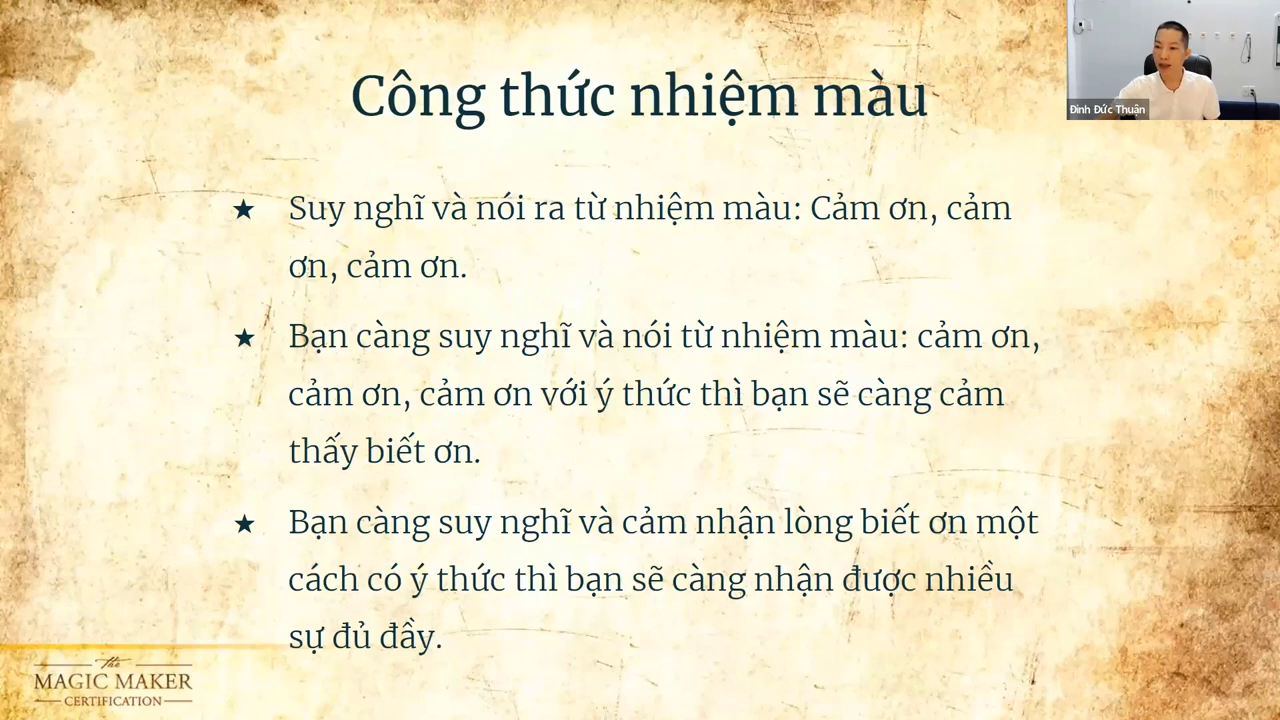 Công thức nhiệm màu
Đinh Đức Thuận
★ Suy nghĩ và nói ra từ nhiệm màu: Cảm ơn, cảm
ơn, cảm ơn.
★ Bạn càng suy nghĩ và nói từ nhiệm màu: cảm ơn,
cảm ơn, cảm ơn với ý thức thì bạn sẽ càng cảm
thấy biết ơn.
★ Bạn càng suy nghĩ và cảm nhận lòng biết ơn một
cách có ý thức thì bạn sẽ càng nhận được nhiều
sự đủ đầy.
The
MAGIC MAKER
CERTIFICATION